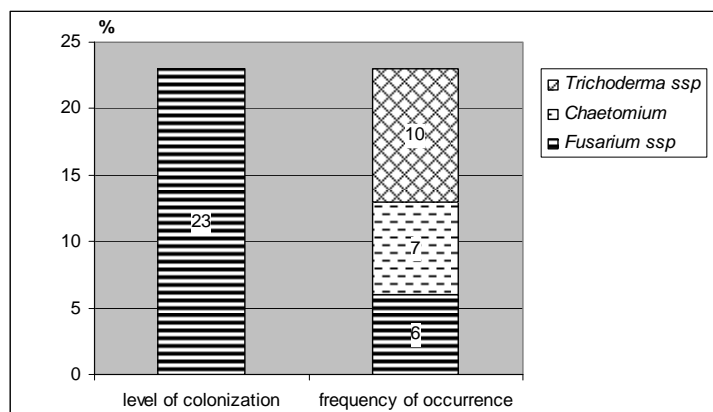 %
25
20
15
10
5
0
23
10
7
6
level of colonization
frequency of occurrence
Trichoderma ssp
Chaetomium
Fusarium ssp